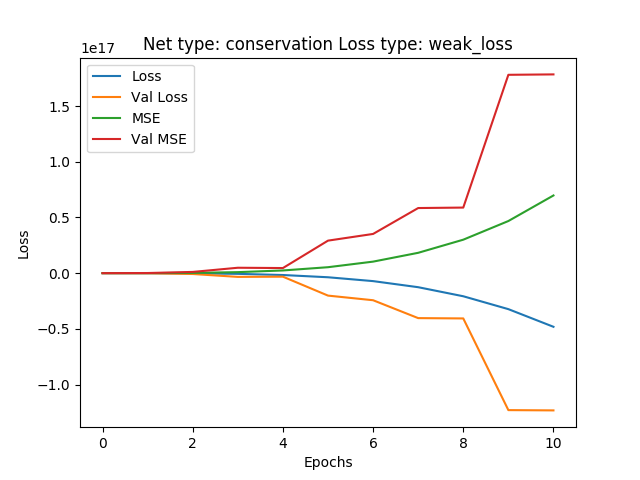 Net type: conservation Loss type: weak_loss
1e17
Loss
Val Loss
MSE
Val MSE
1.5
1.0
0.5
0.0
−0.5
−1.0
Loss
0 2 4 6 8 10
Epochs